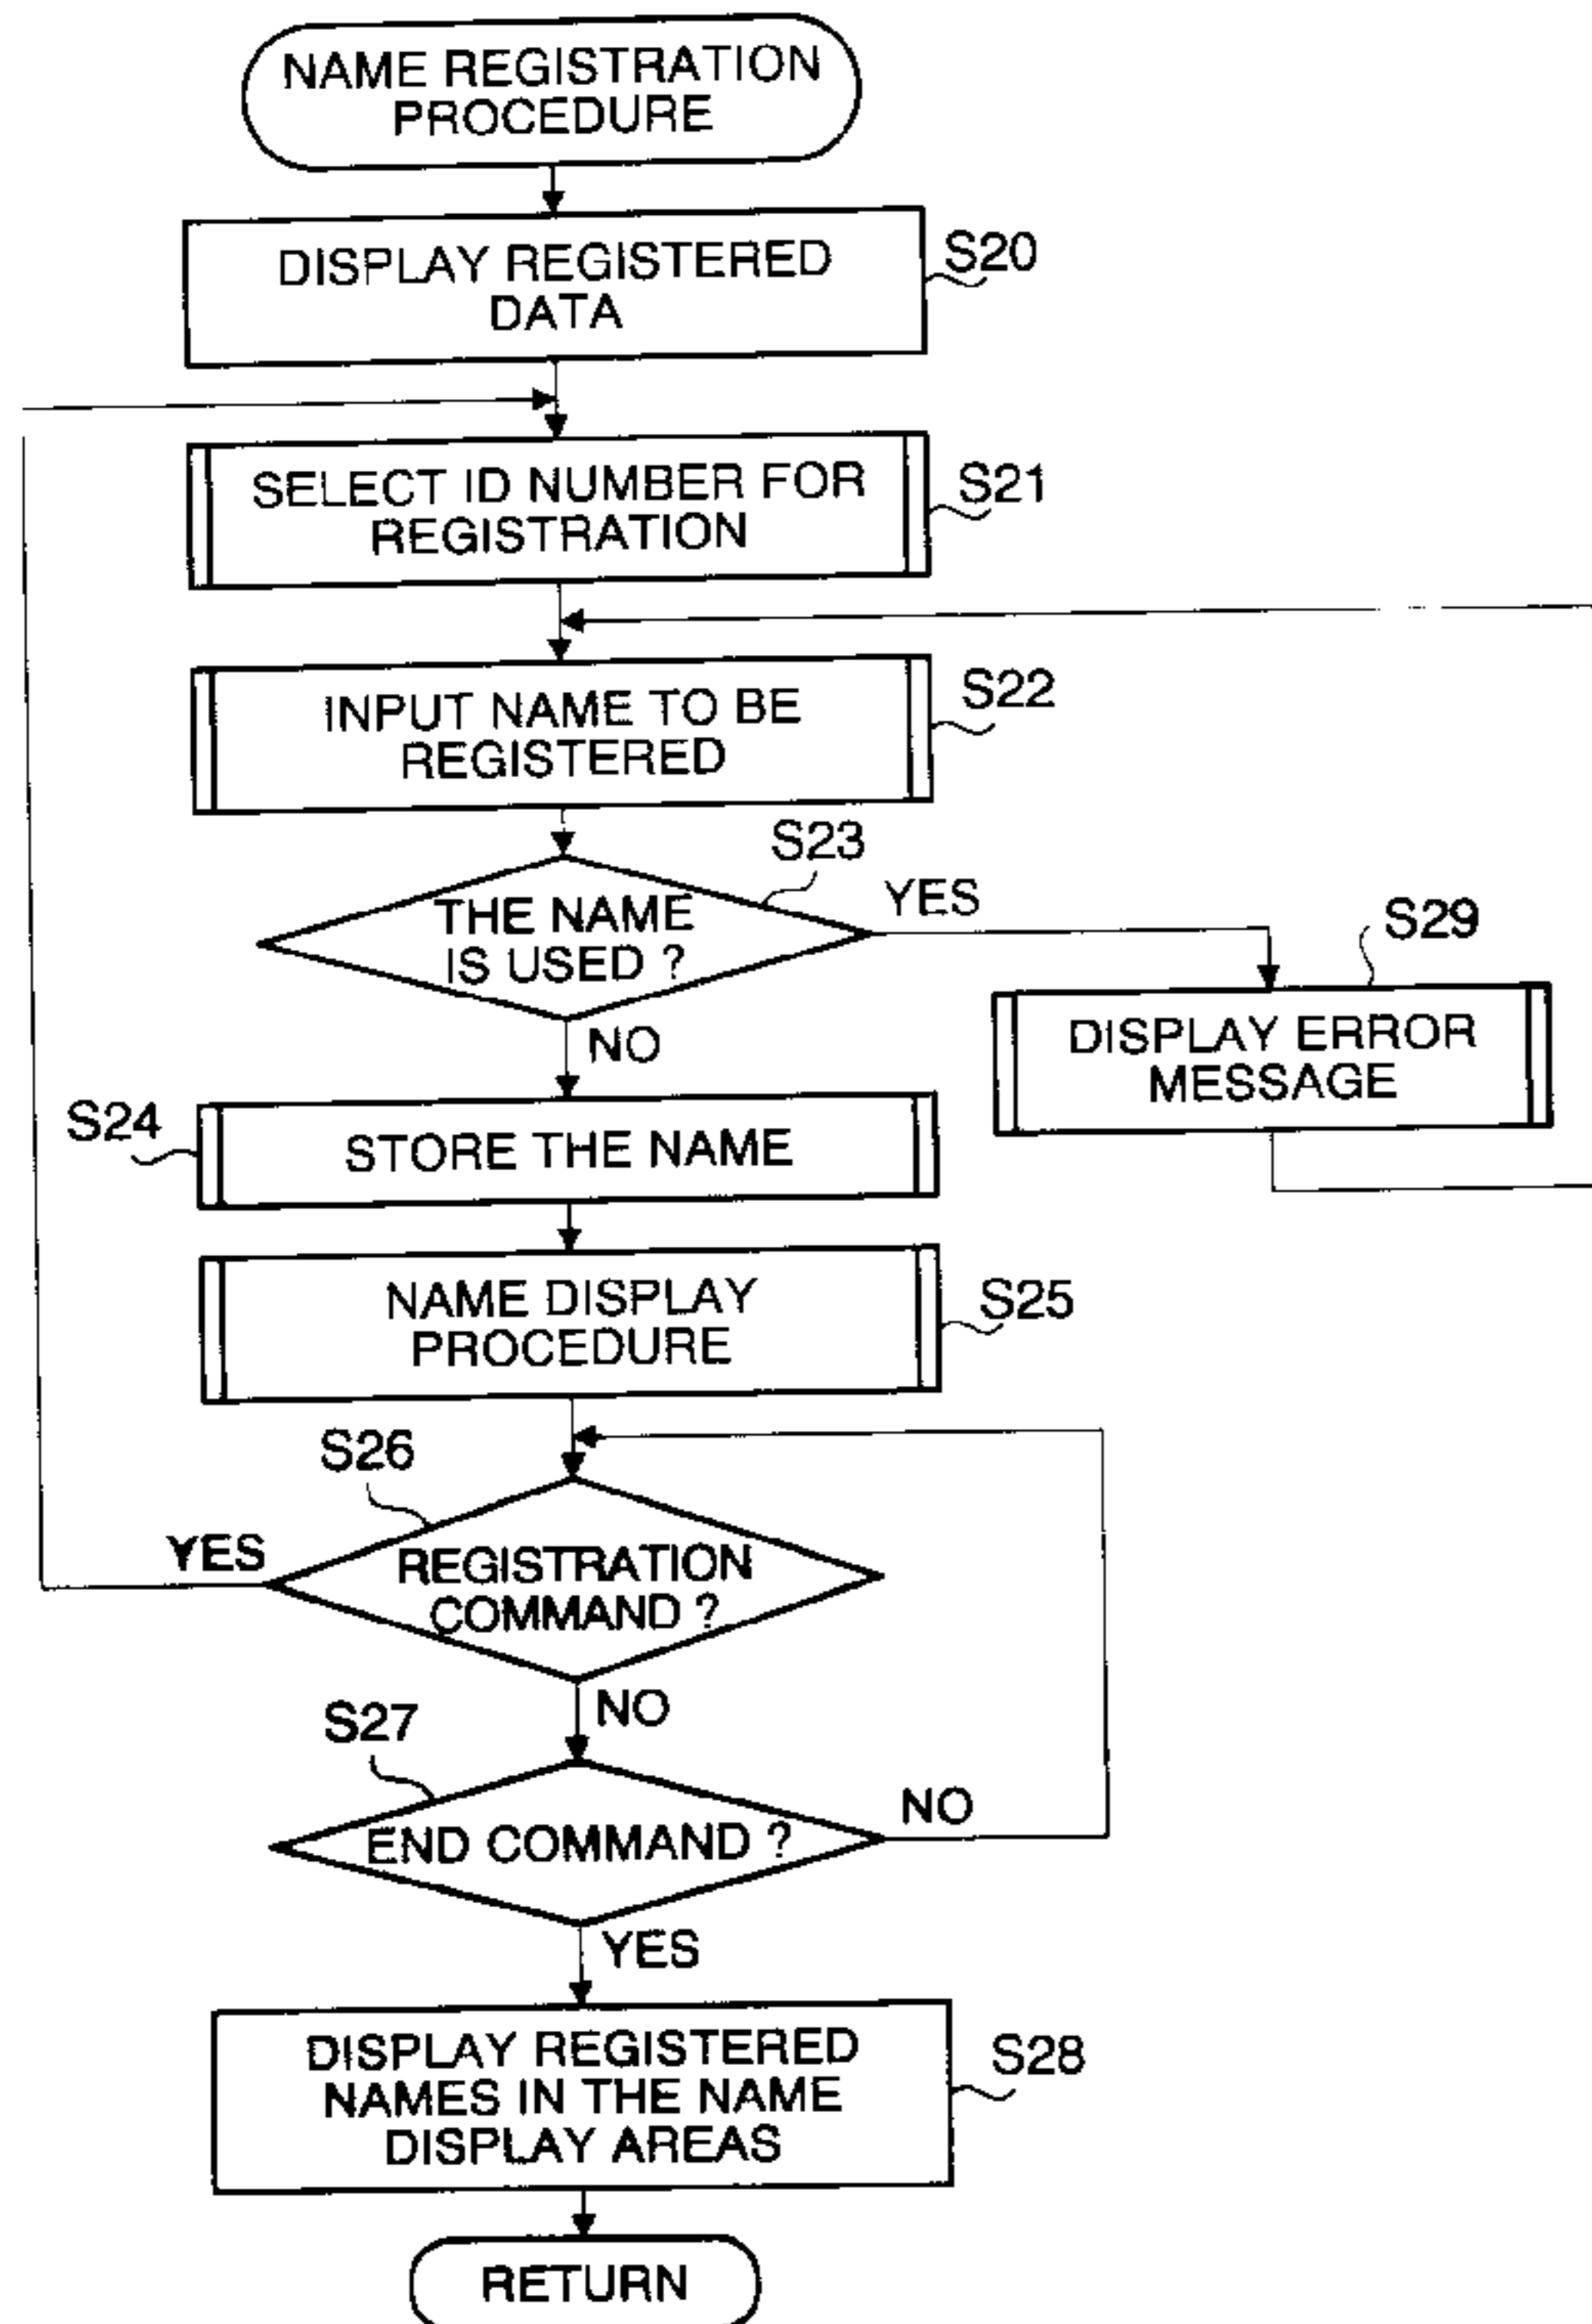 NAME REGISTRATION
PROCEDURE
DISPLAY REGISTERED
DATA
S20
SELECT ID NUMBER FOR
REGISTRATION
S21
INPUT NAME TO BE
REGISTERED
S22
S23
THE NAME
IS USED ?
YES
NO
S29
DISPLAY ERROR
MESSAGE
S24
STORE THE NAME
NAME DISPLAY
PROCEDURE
S25
S26
YES
REGISTRATION
COMMAND ?
NO
S27
END COMMAND ?
NO
YES
DISPLAY REGISTERED
NAMES IN THE NAME
DISPLAY AREAS
S28
RETURN